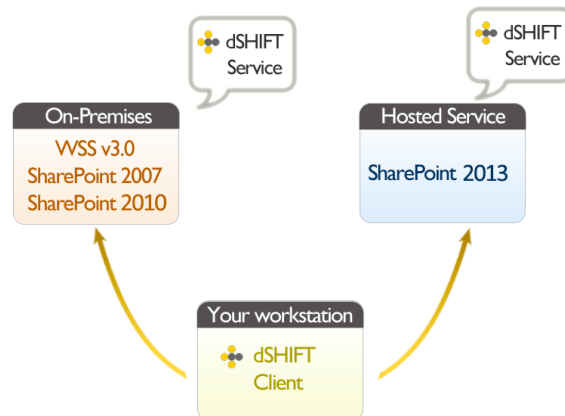 dSHIFT
Service
dSHIFT
Service
On-Premises
WSS v3.0
SharePoint 2007
SharePoint 2010
Hosted Service
SharePoint 2013
Your workstation
dSHIFT
Client